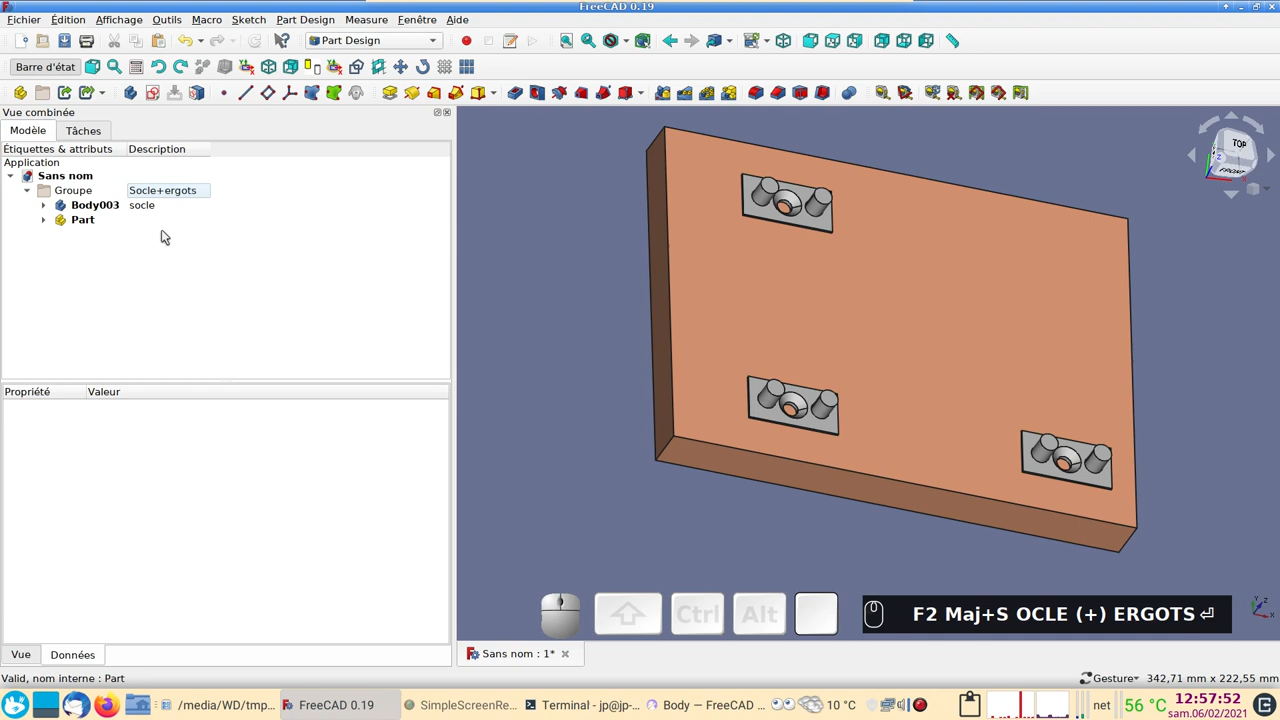 FreeCAD 0.19
Fichier Édition Affichage Outils Macro Sketch Part Design Measure Fenêtre Aide
Part Design
Barre d'état
Vue combinée
Modèle Tâches
Étiquettes & attributs Description
Application
Sans nom
Groupe Socle+ergots
Body003 socle
Part
Propriété Valeur
TOP
FRONT
Z
Ctrl Alt
F2 Maj+S OCLE (+) ERGOTS ⏎
Y Z
X
Vue Données
Sans nom : 1*
Valid, nom interne : Part
Gesture 342,71 mm x 222,55 mm
/media/WD/tmp... FreeCAD 0.19 SimpleScreenRe... Terminal - jp@jp-... Body — FreeCAD ... 10 °C net 56 °C 12:57:52
sam.06/02/2021